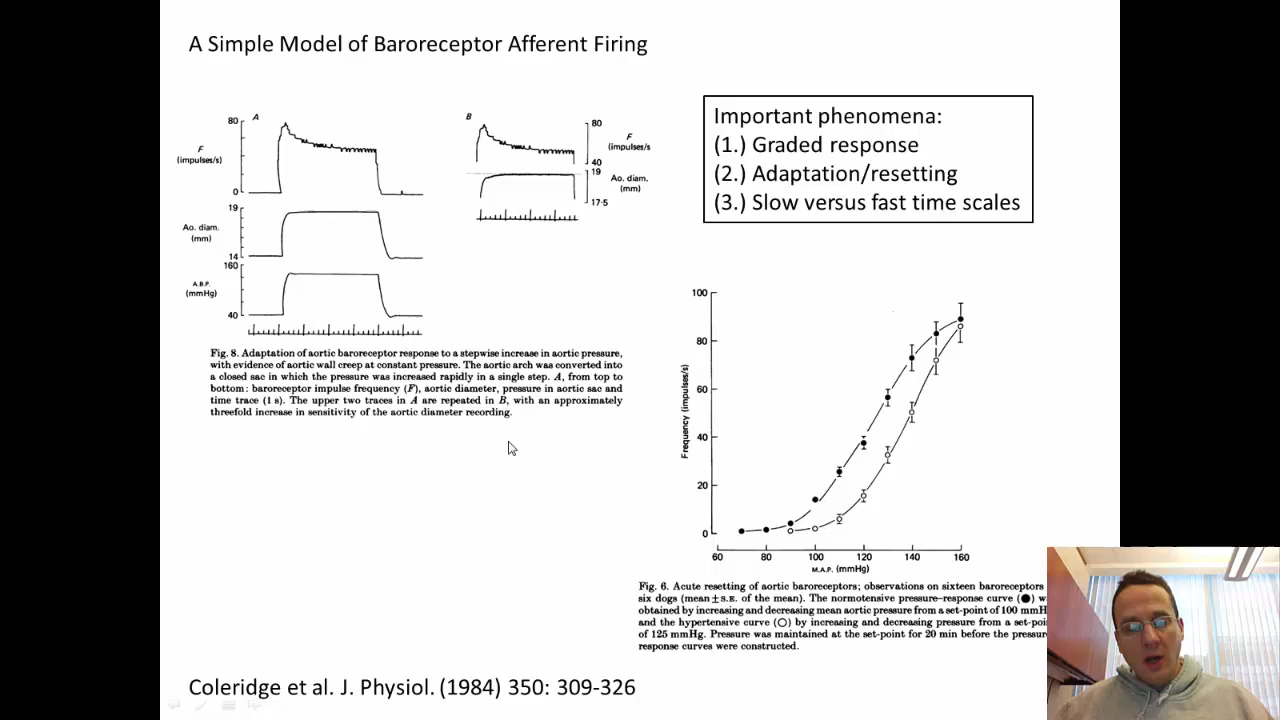 A Simple Model of Baroreceptor Afferent Firing
A
80
F
(impulses/s)
0
19
Ao. diam.
(mm)
14
160
A.B.P.
(mmHg)
40
B
80
F
(impulses/s
40
19
Ao. diam.
(mm)
17·5
Important phenomena:
(1.) Graded response
(2.) Adaptation/resetting
(3.) Slow versus fast time scales
Fig. 8. Adaptation of aortic baroreceptor response to a stepwise increase in aortic pressure,
with evidence of aortic wall creep at constant pressure. The aortic arch was converted into
a closed sac in which the pressure was increased rapidly in a single step. A, from top to
bottom: baroreceptor impulse frequency (F), aortic diameter, pressure in aortic sac and
time trace (1 s). The upper two traces in A are repeated in B, with an approximately
threefold increase in sensitivity of the aortic diameter recording.
100
80
60
40
20
0
Frequency (impulses/s)
60 80 100 120 140 160
M.A.P. (mmHg)
Fig. 6. Acute resetting of aortic baroreceptors; observations on sixteen baroreceptors
six dogs (mean±S.E. of the mean). The normotensive pressure–response curve (●) w
obtained by increasing and decreasing mean aortic pressure from a set-point of 100 mmH
and the hypertensive curve (○) by increasing and decreasing pressure from a set-poi
of 125 mmHg. Pressure was maintained at the set-point for 20 min before the pressure
response curves were constructed.
Coleridge et al. J. Physiol. (1984) 350: 309-326